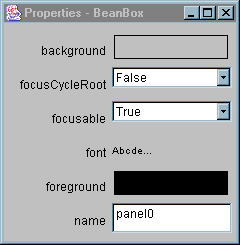 Properties - BeanBox
background
focusCycleRoot False
focusable True
font Abcde...
foreground
name panel0